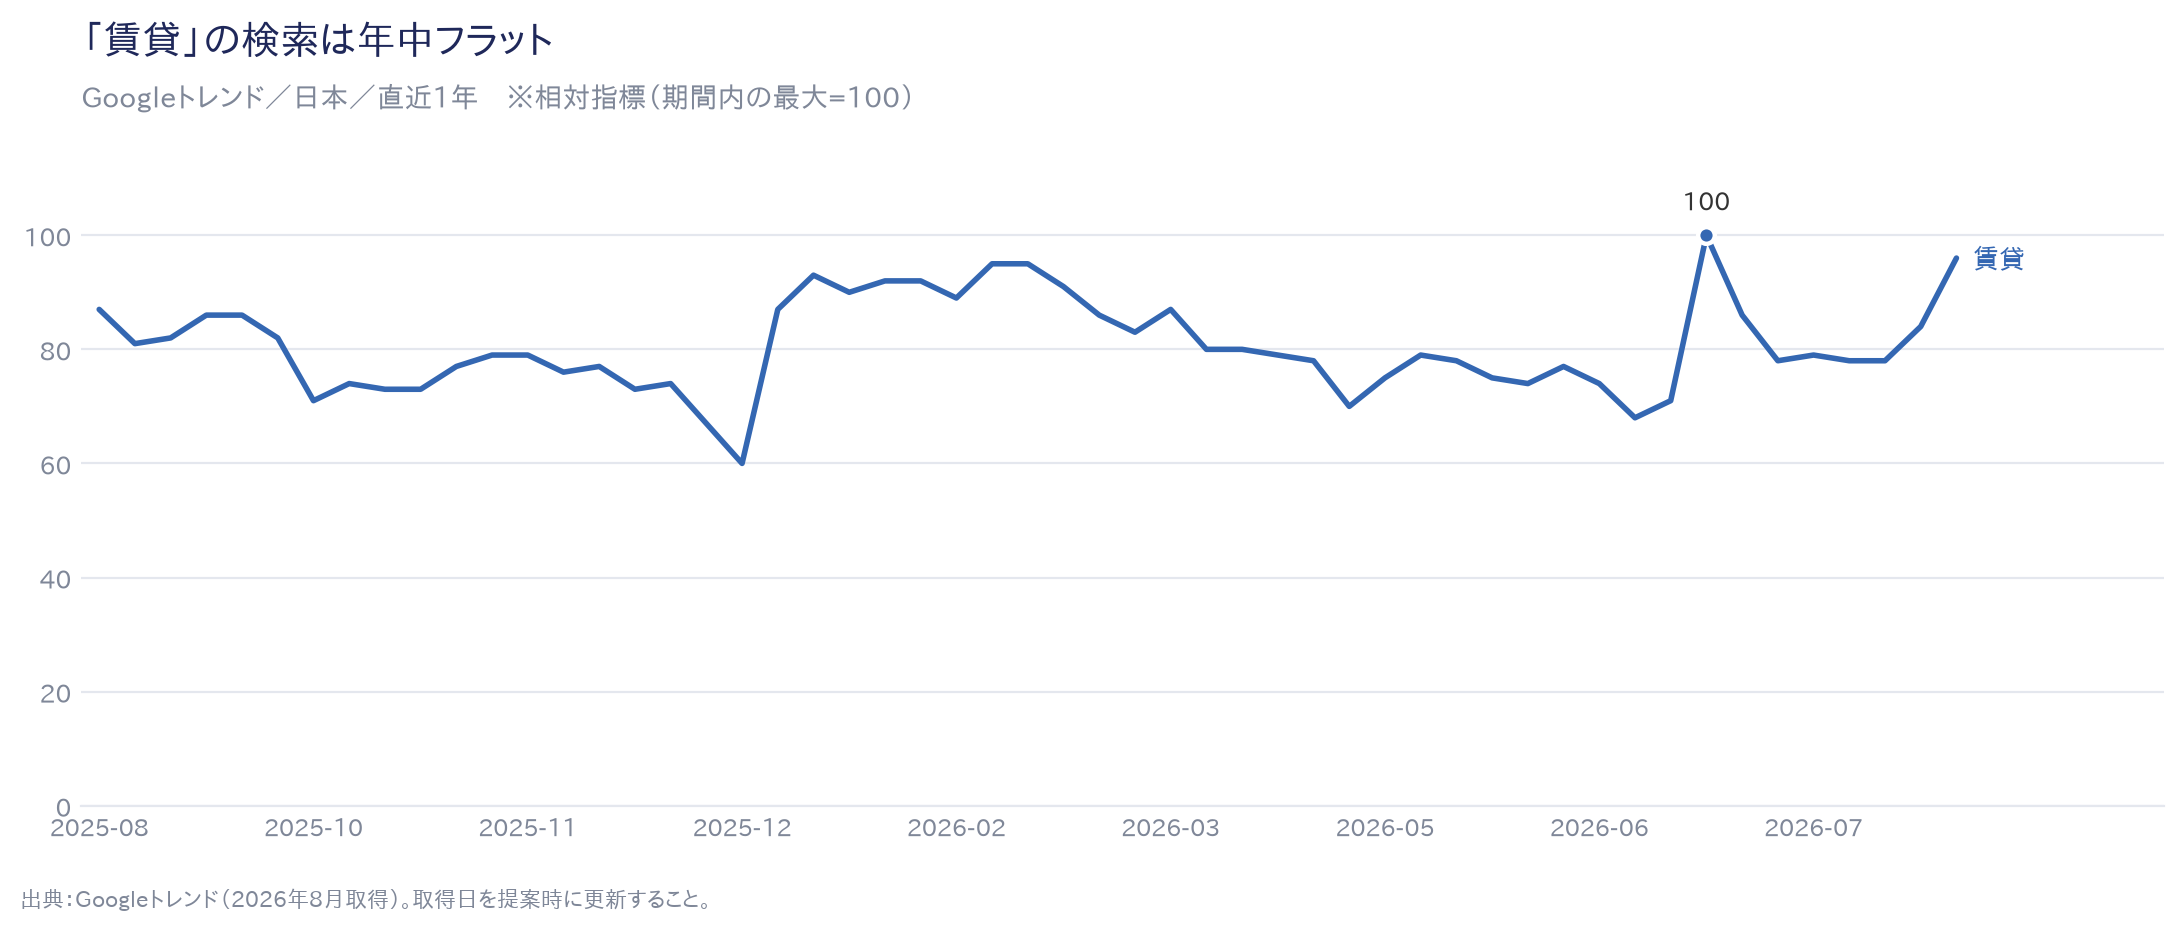 「賃貸」の検索は年中フラット
Googleトレンド／日本／直近1年　※相対指標（期間内の最大=100）
100
100
賃貸
80
60
40
20
0
2025-08 2025-10 2025-11 2025-12 2026-02 2026-03 2026-05 2026-06 2026-07
出典：Googleトレンド（2026年8月取得）。取得日を提案時に更新すること。